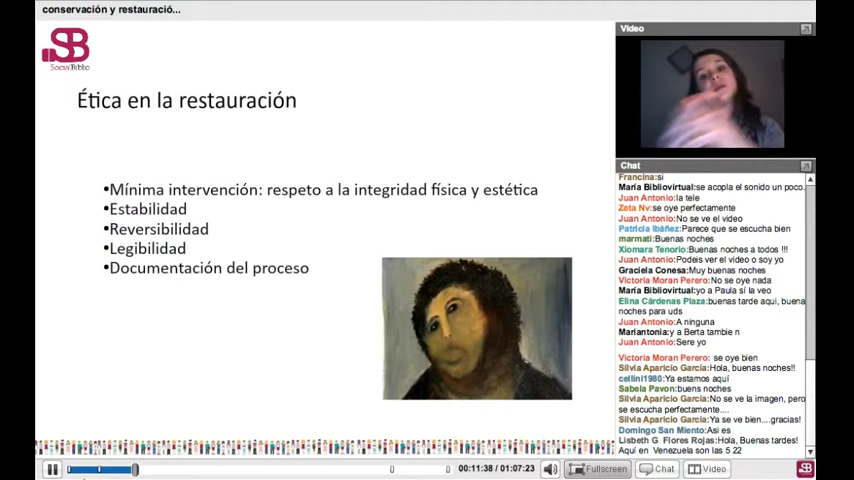 conservación y restauració...
SB
SocialBiblio
Ética en la restauración
•Mínima intervención: respeto a la integridad física y estética
•Estabilidad
•Reversibilidad
•Legibilidad
•Documentación del proceso
Video
Chat
Francina:si
María Bibliovirtual:se acopla el sonido un poco.
Juan Antonio:la tele
Zeta Nv:se oye perfectamente
Juan Antonio:No se ve el video
Patricia Ibáñez:Parece que se escucha bien
marmati:Buenas noches
Xiomara Tenorio:Buenas noches a todos !!!
Juan Antonio:Podeis ver el video o soy yo
Graciela Conesa:Muy buenas noches
Victoria Moran Perero:No se oye nada
María Bibliovirtual:yo a Paula sí la veo
Elina Cárdenas Plaza:buenas tarde aqui, buena
noches para uds
Juan Antonio:A ninguna
Mariantonia:y a Berta tambie n
Juan Antonio:Sere yo
Victoria Moran Perero: se oye bien
Silvia Aparicio García:Hola, buenas noches!!
cellini1980:Ya estamos aquí
Sabela Pavon:buens noches
Silvia Aparicio García:No se ve la imagen, pero
se escucha perfectamente....
Silvia Aparicio García:Ya se ve bien....gracias!
Domingo San Miento:Asi es
Lisbeth G Flores Rojas:Hola, Buenas tardes!
Aquí en Venezuela son las 5 22
00:11:38 / 01:07:23
Fullscreen
Chat
Video
SB